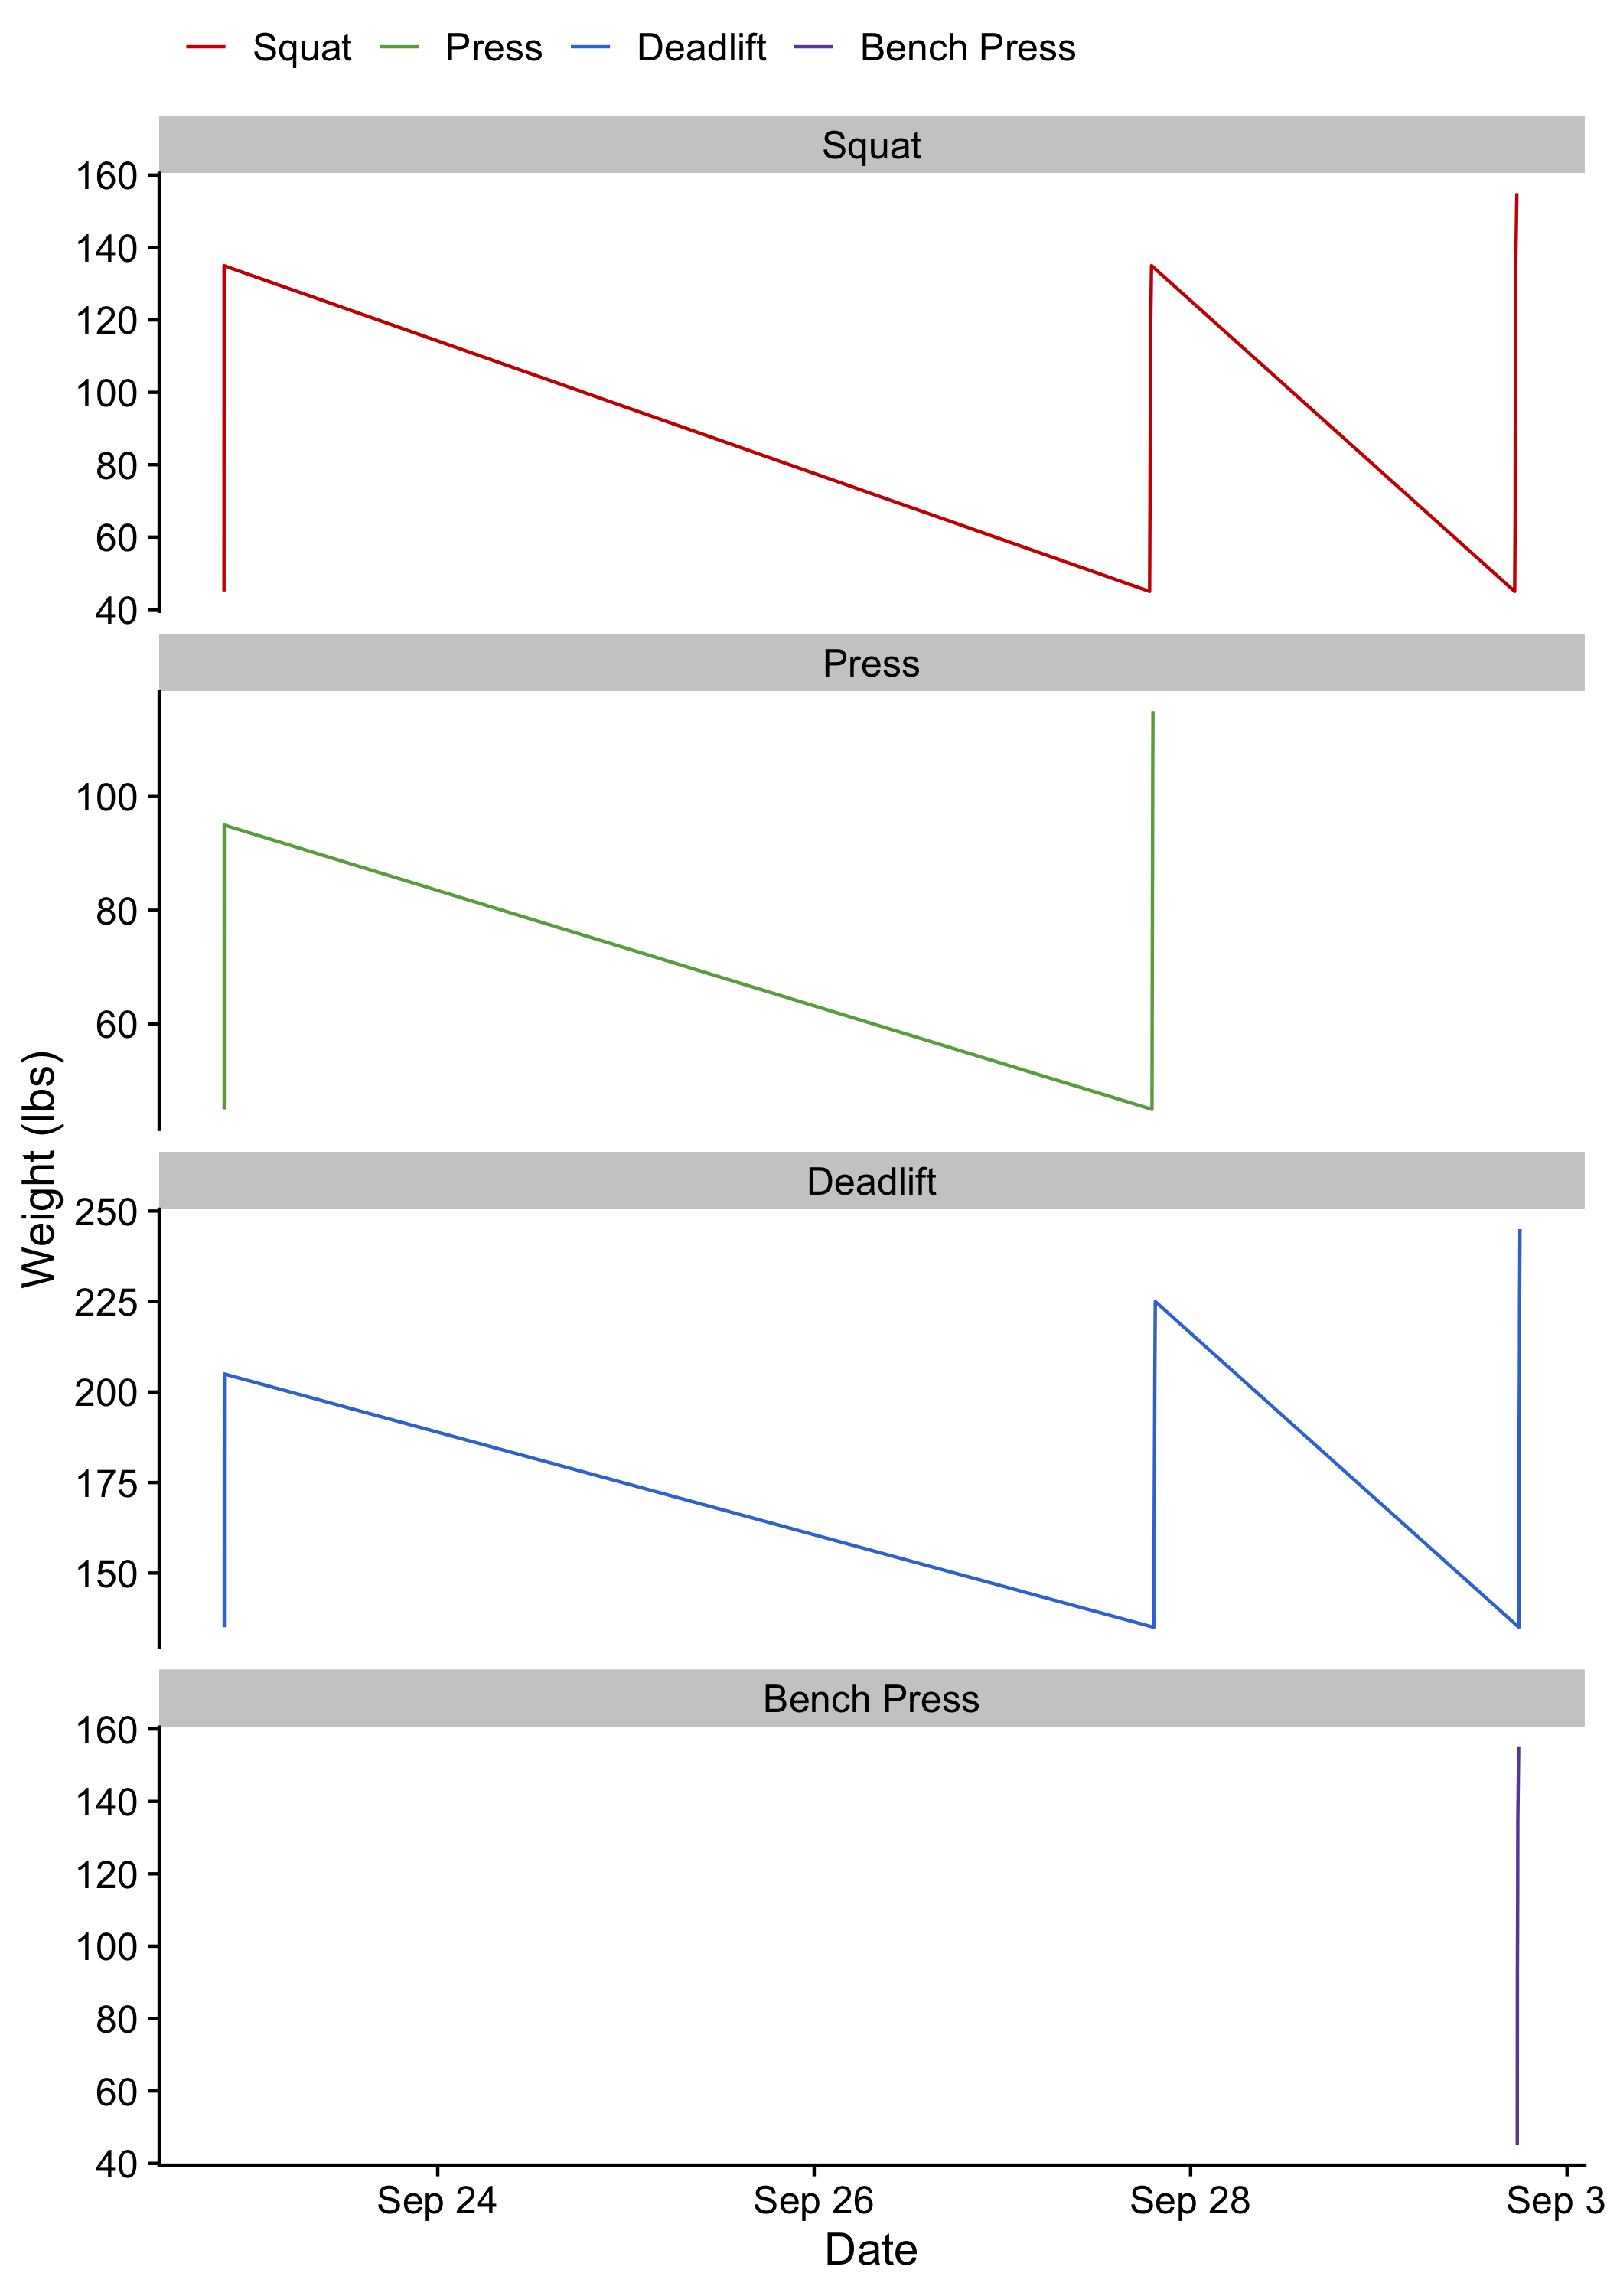 Squat Press Deadlift Bench Press
Squat
160
140
120
100
80
60
40
Press
100
80
60
Weight (lbs)
Deadlift
250
225
200
175
150
Bench Press
160
140
120
100
80
60
40
Sep 24 Sep 26 Sep 28 Sep 3
Date